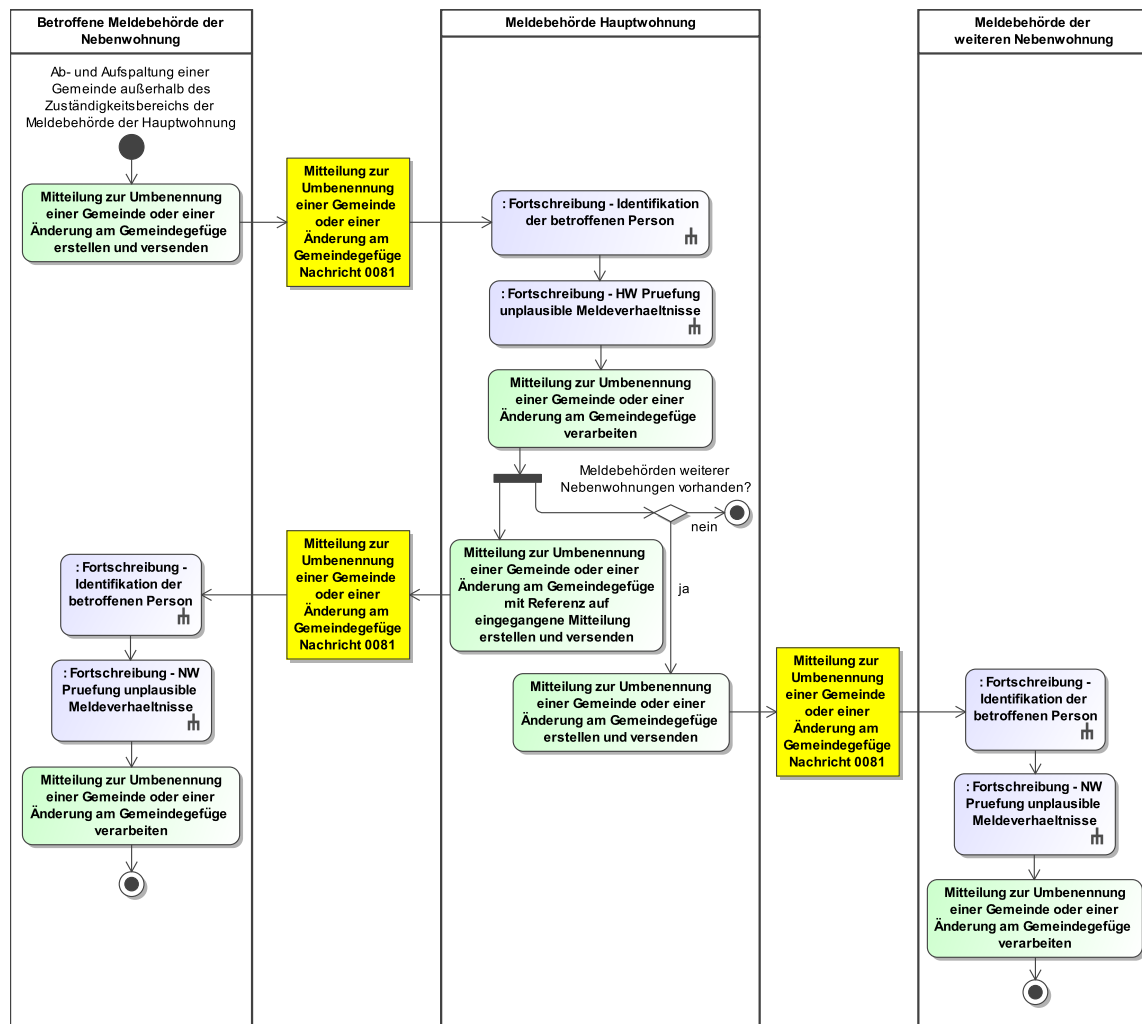 Betroffene Meldebehörde der
Nebenwohnung
Meldebehörde Hauptwohnung
Meldebehörde der
weiteren Nebenwohnung
Ab- und Aufspaltung einer
Gemeinde außerhalb des
Zuständigkeitsbereichs der
Meldebehörde der Hauptwohnung
Mitteilung zur Umbenennung
einer Gemeinde oder einer
Änderung am Gemeindegefüge
erstellen und versenden
Mitteilung zur
Umbenennung
einer Gemeinde
oder einer
Änderung am
Gemeindegefüge
Nachricht 0081
: Fortschreibung - Identifikation
der betroffenen Person
: Fortschreibung - HW Pruefung
unplausible Meldeverhaeltnisse
Mitteilung zur Umbenennung
einer Gemeinde oder einer
Änderung am Gemeindegefüge
verarbeiten
Meldebehörden weiterer
Nebenwohnungen vorhanden?
nein
ja
Mitteilung zur Umbenennung
einer Gemeinde oder einer
Änderung am Gemeindegefüge
mit Referenz auf
eingegangene Mitteilung
erstellen und versenden
Mitteilung zur
Umbenennung
einer Gemeinde
oder einer
Änderung am
Gemeindegefüge
Nachricht 0081
: Fortschreibung -
Identifikation der
betroffenen Person
: Fortschreibung - NW
Pruefung unplausible
Meldeverhaeltnisse
Mitteilung zur Umbenennung
einer Gemeinde oder einer
Änderung am Gemeindegefüge
verarbeiten
Mitteilung zur Umbenennung
einer Gemeinde oder einer
Änderung am Gemeindegefüge
erstellen und versenden
Mitteilung zur
Umbenennung
einer Gemeinde
oder einer
Änderung am
Gemeindegefüge
Nachricht 0081
: Fortschreibung -
Identifikation der
betroffenen Person
: Fortschreibung - NW
Pruefung unplausible
Meldeverhaeltnisse
Mitteilung zur Umbenennung
einer Gemeinde oder einer
Änderung am Gemeindegefüge
verarbeiten